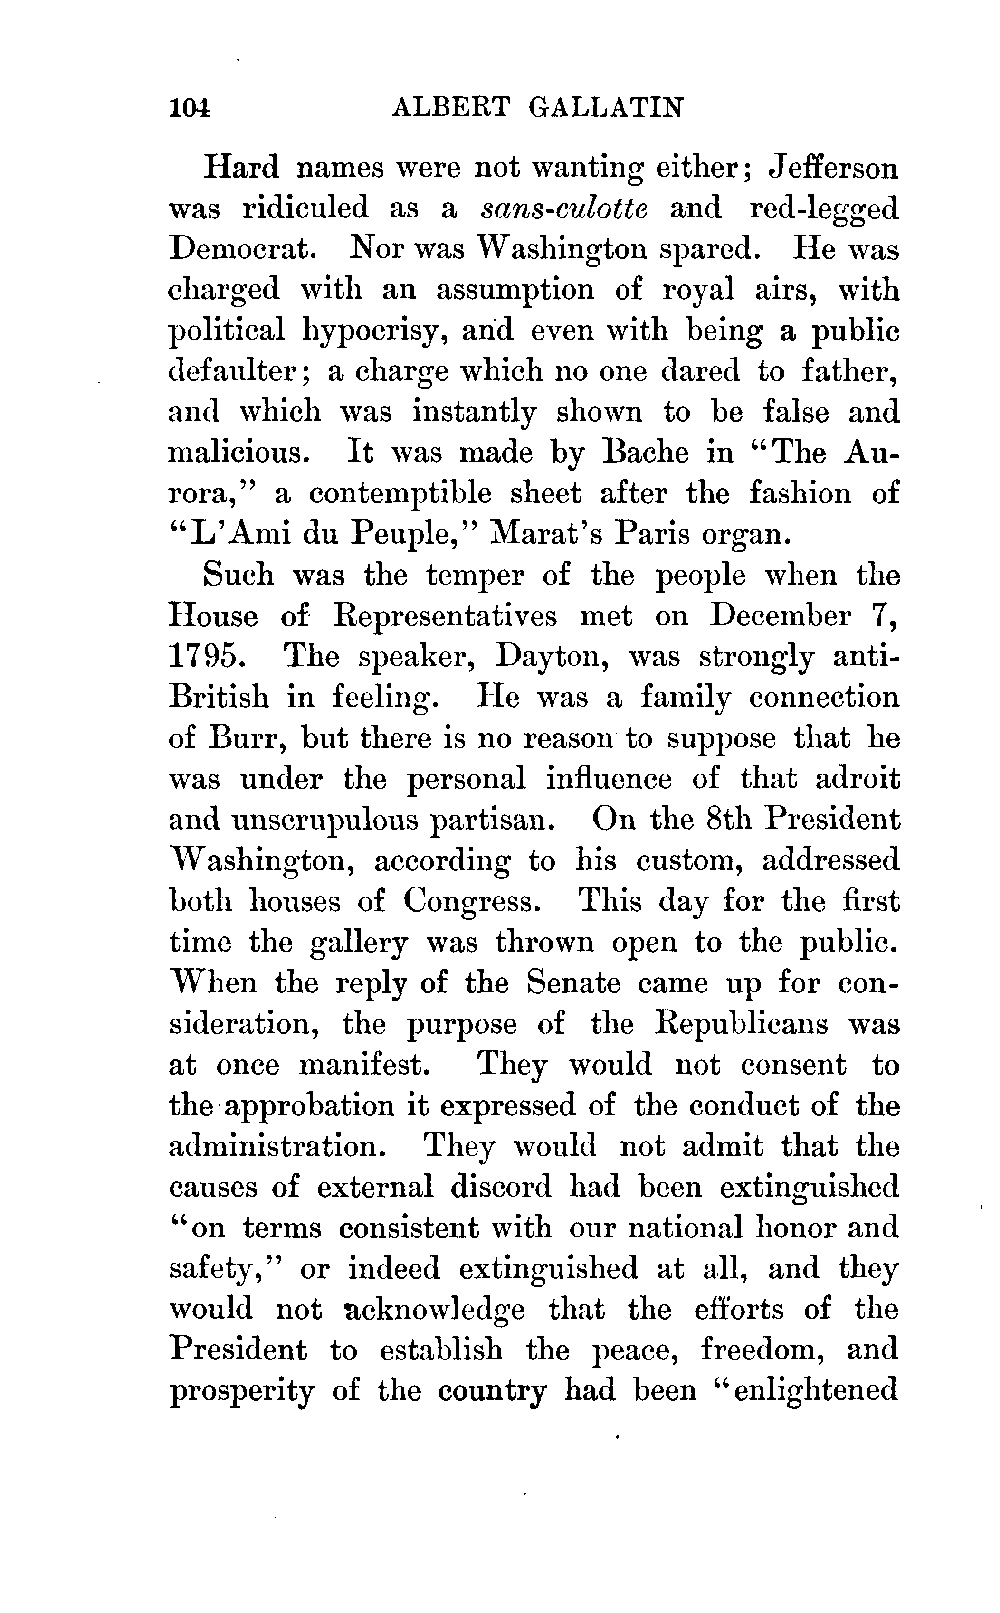 104 ALBERT GALLATIN
Hard names were not wanting either; Jefferson
was ridiculed as a sans-culotte and red-legged
Democrat. Nor was Washington spared. He was
charged with an assumption of royal airs, with
political hypocrisy, and even with being a public
defaulter; a charge which no one dared to father,
and which was instantly shown to be false and
malicious. It was made by Bache in "The Au-
rora," a contemptible sheet after the fashion of
"L'Ami du Peuple," Marat's Paris organ.
Such was the temper of the people when the
House of Representatives met on December 7,
1795. The speaker, Dayton, was strongly anti-
British in feeling. He was a family connection
of Burr, but there is no reason to suppose that he
was under the personal influence of that adroit
and unscrupulous partisan. On the 8th President
Washington, according to his custom, addressed
both houses of Congress. This day for the first
time the gallery was thrown open to the public.
When the reply of the Senate came up for con-
sideration, the purpose of the Republicans was
at once manifest. They would not consent to
the approbation it expressed of the conduct of the
administration. They would not admit that the
causes of external discord had been extinguished
"on terms consistent with our national honor and
safety," or indeed extinguished at all, and they
would not acknowledge that the efforts of the
President to establish the peace, freedom, and
prosperity of the country had been "enlightened